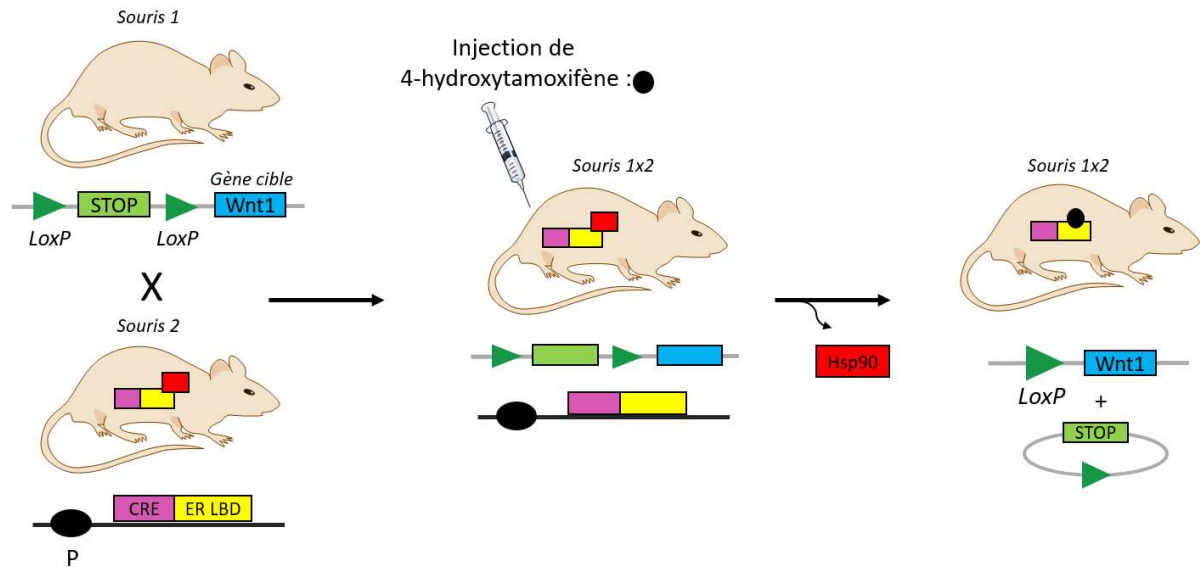 Souris 1
Gène cible
STOP
Wnt1
LoxP
LoxP
X
Souris 2
CRE
ER LBD
P
Injection de
4-hydroxytamoxifène :
Souris 1x2
Hsp90
Souris 1x2
Wnt1
LoxP
+
STOP